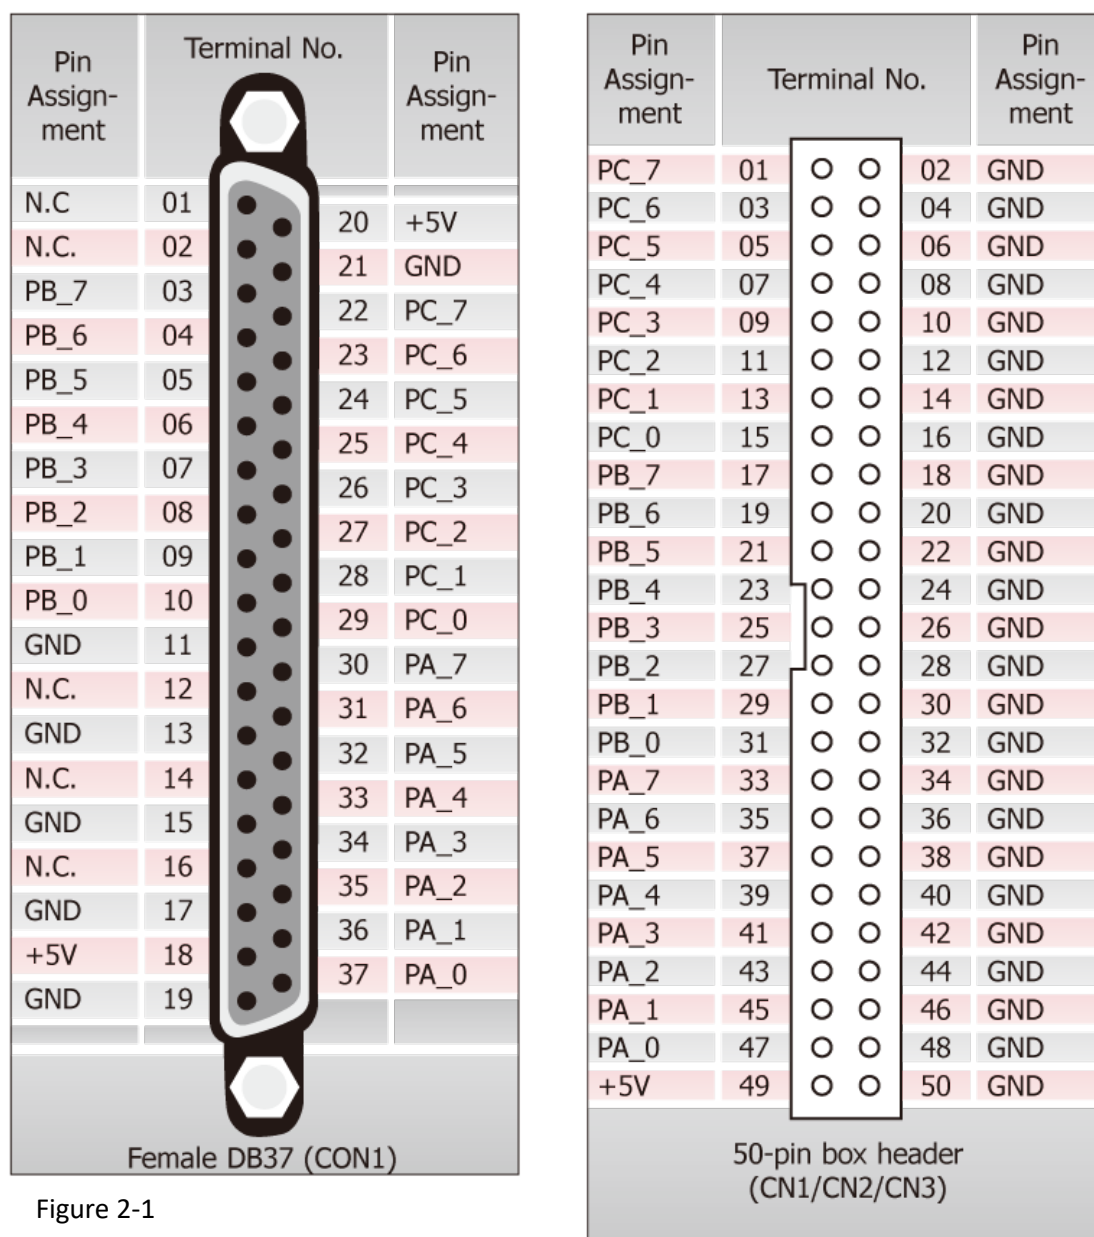 Pin Assign-ment Terminal No. Pin Assign-ment
N.C 01
20 +5V
N.C. 02
21 GND
PB_7 03
22 PC_7
PB_6 04
23 PC_6
PB_5 05
24 PC_5
PB_4 06
25 PC_4
PB_3 07
26 PC_3
PB_2 08
27 PC_2
PB_1 09
28 PC_1
PB_0 10
29 PC_0
GND 11
30 PA_7
N.C. 12
31 PA_6
GND 13
32 PA_5
N.C. 14
33 PA_4
GND 15
34 PA_3
N.C. 16
35 PA_2
GND 17
36 PA_1
+5V 18
37 PA_0
GND 19
Female DB37 (CON1)
Figure 2-1
Pin Assign-ment Terminal No. Pin Assign-ment
PC_7 01 02 GND
PC_6 03 04 GND
PC_5 05 06 GND
PC_4 07 08 GND
PC_3 09 10 GND
PC_2 11 12 GND
PC_1 13 14 GND
PC_0 15 16 GND
PB_7 17 18 GND
PB_6 19 20 GND
PB_5 21 22 GND
PB_4 23 24 GND
PB_3 25 26 GND
PB_2 27 28 GND
PB_1 29 30 GND
PB_0 31 32 GND
PA_7 33 34 GND
PA_6 35 36 GND
PA_5 37 38 GND
PA_4 39 40 GND
PA_3 41 42 GND
PA_2 43 44 GND
PA_1 45 46 GND
PA_0 47 48 GND
+5V 49 50 GND
50-pin box header
(CN1/CN2/CN3)